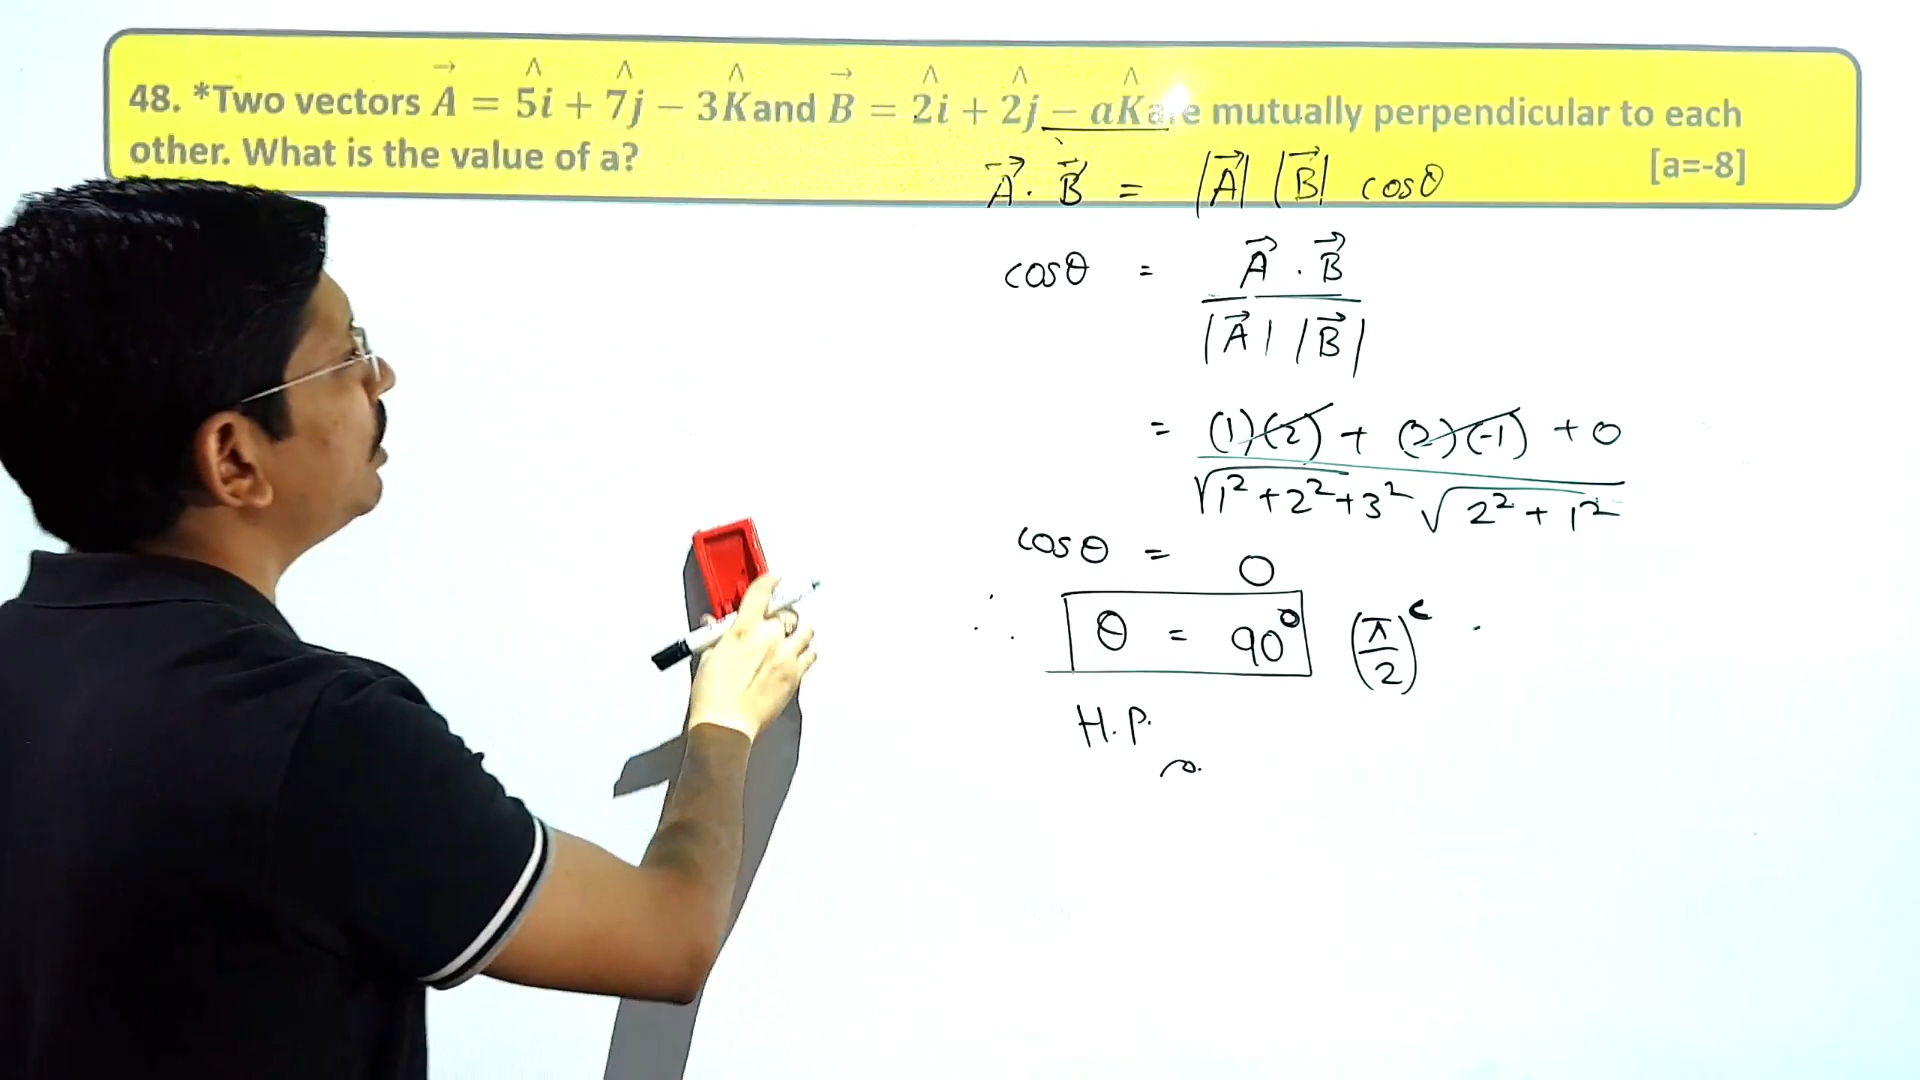 48. *Two vectors A⃗ = 5î + 7ĵ − 3K̂ and B⃗ = 2î + 2ĵ − aK̂ are mutually perpendicular to each
other. What is the value of a? [a=-8]
A⃗ . B⃗ = |A⃗| |B⃗| cosθ
cosθ = A⃗ . B⃗ / |A⃗| |B⃗|
= (1)(2) + (2)(-1) + 0 / √1²+2²+3² √2²+1²
cosθ = 0
∴ θ = 90° (π/2)ᶜ
H.P.